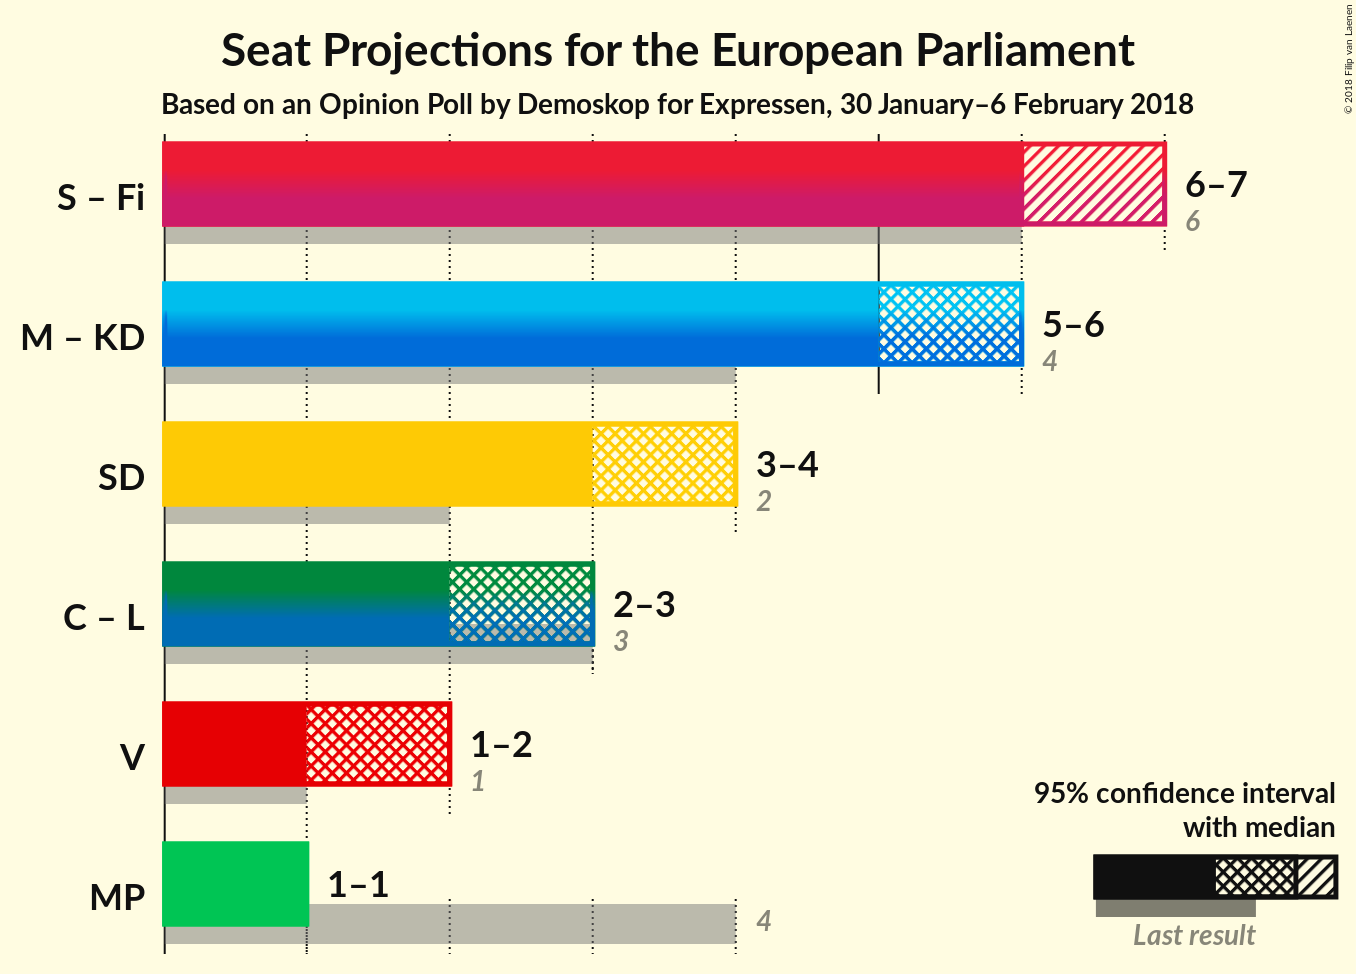 Seat Projections for the European Parliament
Based on an Opinion Poll by Demoskop for Expressen, 30 January–6 February 2018
© 2018 Filip van Laenen
S – Fi
6–7
6
M – KD
5–6
4
SD
3–4
2
C – L
2–3
3
V
1–2
1
MP
1–1
4
95% confidence interval
with median
Last result